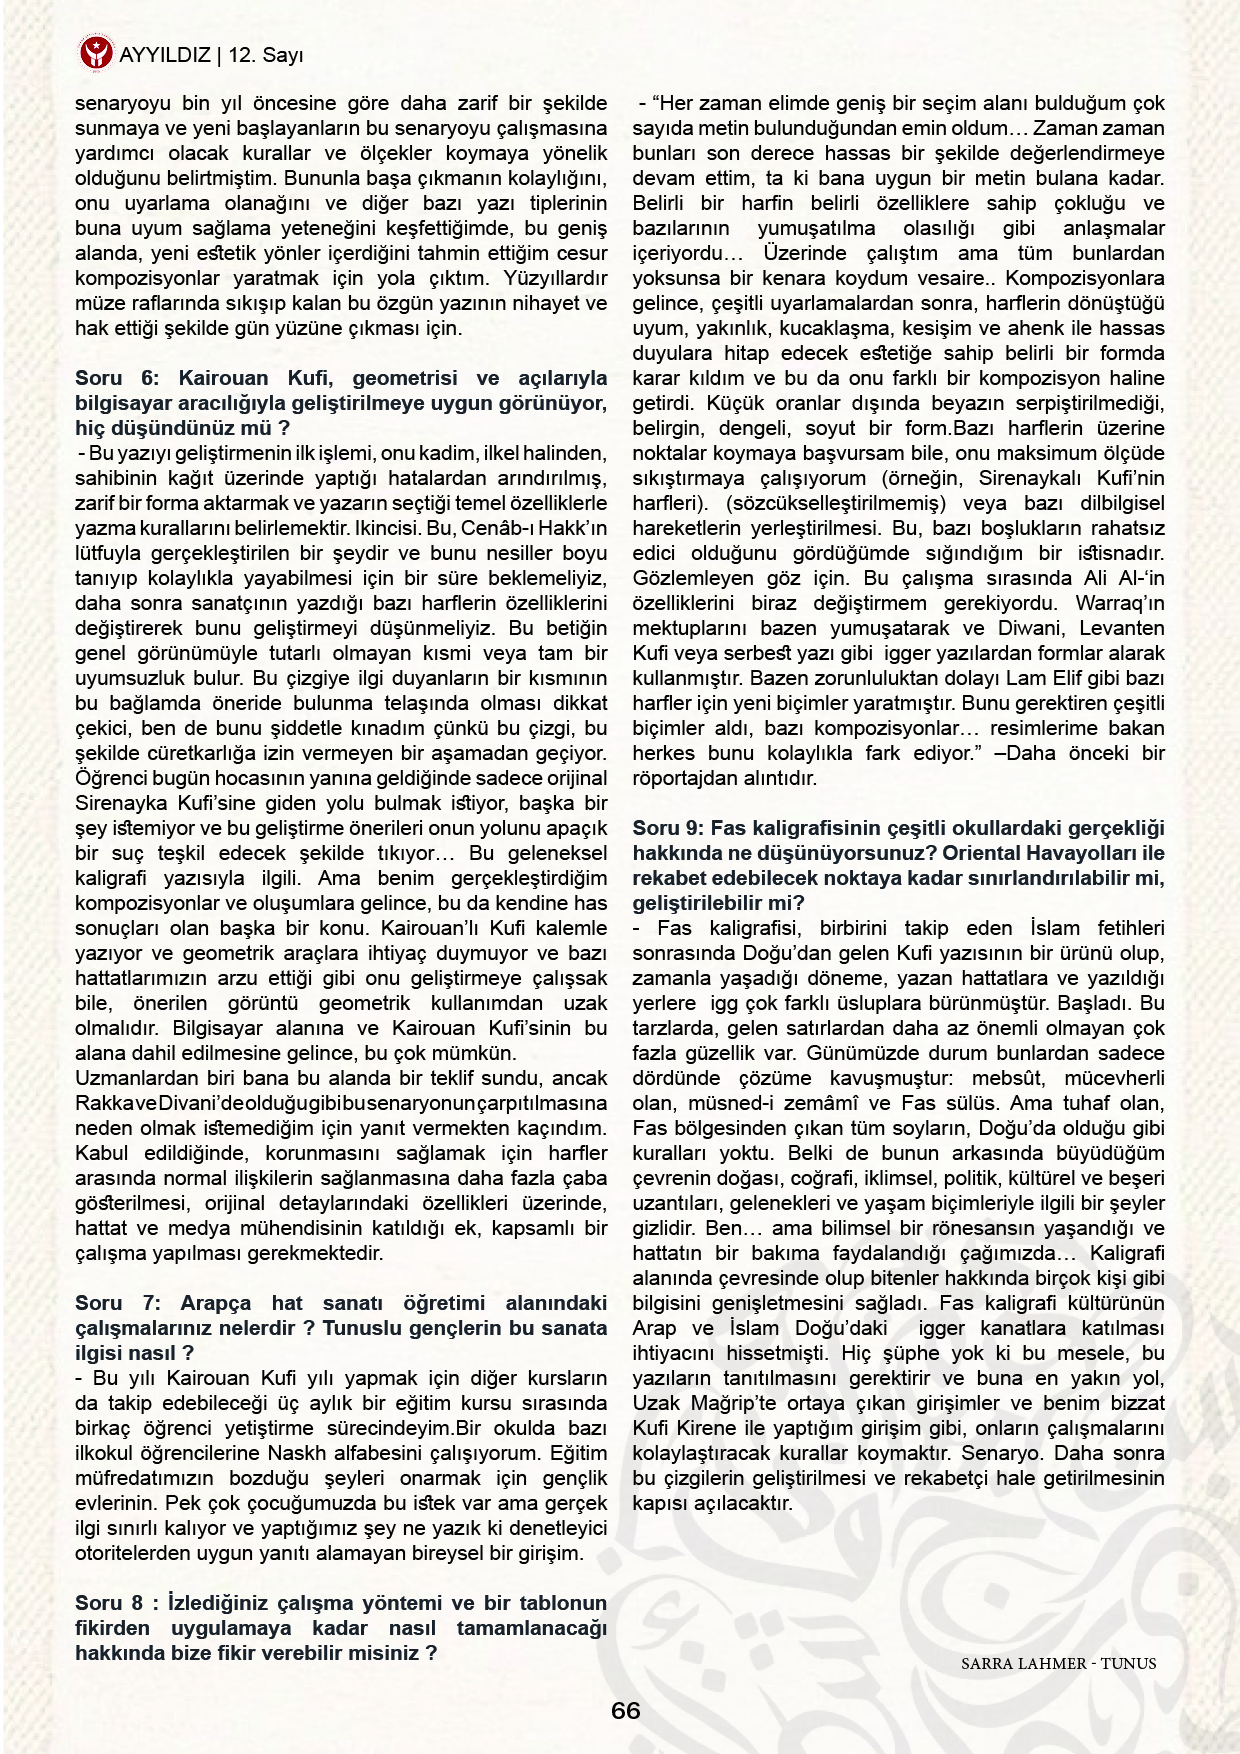 AYYILDIZ | 12. Sayı
senaryoyu bin yıl öncesine göre daha zarif bir şekilde
sunmaya ve yeni başlayanların bu senaryoyu çalışmasına
yardımcı olacak kurallar ve ölçekler koymaya yönelik
olduğunu belirtmiştim. Bununla başa çıkmanın kolaylığını,
onu uyarlama olanağını ve diğer bazı yazı tiplerinin
buna uyum sağlama yeteneğini keşfettiğimde, bu geniş
alanda, yeni estetik yönler içerdiğini tahmin ettiğim cesur
kompozisyonlar yaratmak için yola çıktım. Yüzyıllardır
müze raflarında sıkışıp kalan bu özgün yazının nihayet ve
hak ettiği şekilde gün yüzüne çıkması için.
Soru 6: Kairouan Kufi, geometrisi ve açılarıyla
bilgisayar aracılığıyla geliştirilmeye uygun görünüyor,
hiç düşündünüz mü ?
- Bu yazıyı geliştirmenin ilk işlemi, onu kadim, ilkel halinden,
sahibinin kağıt üzerinde yaptığı hatalardan arındırılmış,
zarif bir forma aktarmak ve yazarın seçtiği temel özelliklerle
yazma kurallarını belirlemektir. Ikincisi. Bu, Cenâb-ı Hakk’ın
lütfuyla gerçekleştirilen bir şeydir ve bunu nesiller boyu
tanıyıp kolaylıkla yayabilmesi için bir süre beklemeliyiz,
daha sonra sanatçının yazdığı bazı harflerin özelliklerini
değiştirerek bunu geliştirmeyi düşünmeliyiz. Bu betiğin
genel görünümüyle tutarlı olmayan kısmi veya tam bir
uyumsuzluk bulur. Bu çizgiye ilgi duyanların bir kısmının
bu bağlamda öneride bulunma telaşında olması dikkat
çekici, ben de bunu şiddetle kınadım çünkü bu çizgi, bu
şekilde cüretkarlığa izin vermeyen bir aşamadan geçiyor.
Öğrenci bugün hocasının yanına geldiğinde sadece orijinal
Sirenayka Kufi’sine giden yolu bulmak istiyor, başka bir
şey istemiyor ve bu geliştirme önerileri onun yolunu apaçık
bir suç teşkil edecek şekilde tıkıyor… Bu geleneksel
kaligrafi yazısıyla ilgili. Ama benim gerçekleştirdiğim
kompozisyonlar ve oluşumlara gelince, bu da kendine has
sonuçları olan başka bir konu. Kairouan’lı Kufi kalemle
yazıyor ve geometrik araçlara ihtiyaç duymuyor ve bazı
hattatlarımızın arzu ettiği gibi onu geliştirmeye çalışsak
bile, önerilen görüntü geometrik kullanımdan uzak
olmalıdır. Bilgisayar alanına ve Kairouan Kufi’sinin bu
alana dahil edilmesine gelince, bu çok mümkün.
Uzmanlardan biri bana bu alanda bir teklif sundu, ancak
Rakka ve Divani’de olduğu gibi bu senaryonun çarpıtılmasına
neden olmak istemediğim için yanıt vermekten kaçındım.
Kabul edildiğinde, korunmasını sağlamak için harfler
arasında normal ilişkilerin sağlanmasına daha fazla çaba
gösterilmesi, orijinal detaylarındaki özellikleri üzerinde,
hattat ve medya mühendisinin katıldığı ek, kapsamlı bir
çalışma yapılması gerekmektedir.
Soru 7: Arapça hat sanatı öğretimi alanındaki
çalışmalarınız nelerdir ? Tunuslu gençlerin bu sanata
ilgisi nasıl ?
- Bu yılı Kairouan Kufi yılı yapmak için diğer kursların
da takip edebileceği üç aylık bir eğitim kursu sırasında
birkaç öğrenci yetiştirme sürecindeyim.Bir okulda bazı
ilkokul öğrencilerine Naskh alfabesini çalışıyorum. Eğitim
müfredatımızın bozduğu şeyleri onarmak için gençlik
evlerinin. Pek çok çocuğumuzda bu istek var ama gerçek
ilgi sınırlı kalıyor ve yaptığımız şey ne yazık ki denetleyici
otoritelerden uygun yanıtı alamayan bireysel bir girişim.
Soru 8 : İzlediğiniz çalışma yöntemi ve bir tablonun
fikirden uygulamaya kadar nasıl tamamlanacağı
hakkında bize fikir verebilir misiniz ?
- “Her zaman elimde geniş bir seçim alanı bulduğum çok
sayıda metin bulunduğundan emin oldum… Zaman zaman
bunları son derece hassas bir şekilde değerlendirmeye
devam ettim, ta ki bana uygun bir metin bulana kadar.
Belirli bir harfin belirli özelliklere sahip çokluğu ve
bazılarının yumuşatılma olasılığı gibi anlaşmalar
içeriyordu… Üzerinde çalıştım ama tüm bunlardan
yoksunsa bir kenara koydum vesaire.. Kompozisyonlara
gelince, çeşitli uyarlamalardan sonra, harflerin dönüştüğü
uyum, yakınlık, kucaklaşma, kesişim ve ahenk ile hassas
duyulara hitap edecek estetiğe sahip belirli bir formda
karar kıldım ve bu da onu farklı bir kompozisyon haline
getirdi. Küçük oranlar dışında beyazın serpiştirilmediği,
belirgin, dengeli, soyut bir form.Bazı harflerin üzerine
noktalar koymaya başvursam bile, onu maksimum ölçüde
sıkıştırmaya çalışıyorum (örneğin, Sirenaykalı Kufi’nin
harfleri). (sözcükselleştirilmemiş) veya bazı dilbilgisel
hareketlerin yerleştirilmesi. Bu, bazı boşlukların rahatsız
edici olduğunu gördüğümde sığındığım bir istisnadır.
Gözlemleyen göz için. Bu çalışma sırasında Ali Al-‘in
özelliklerini biraz değiştirmem gerekiyordu. Warraq’ın
mektuplarını bazen yumuşatarak ve Diwani, Levanten
Kufi veya serbest yazı gibi igger yazılardan formlar alarak
kullanmıştır. Bazen zorunluluktan dolayı Lam Elif gibi bazı
harfler için yeni biçimler yaratmıştır. Bunu gerektiren çeşitli
biçimler aldı, bazı kompozisyonlar… resimlerime bakan
herkes bunu kolaylıkla fark ediyor.” –Daha önceki bir
röportajdan alıntıdır.
Soru 9: Fas kaligrafisinin çeşitli okullardaki gerçekliği
hakkında ne düşünüyorsunuz? Oriental Havayolları ile
rekabet edebilecek noktaya kadar sınırlandırılabilir mi,
geliştirilebilir mi?
- Fas kaligrafisi, birbirini takip eden İslam fetihleri
sonrasında Doğu’dan gelen Kufi yazısının bir ürünü olup,
zamanla yaşadığı döneme, yazan hattatlara ve yazıldığı
yerlere igg çok farklı üsluplara bürünmüştür. Başladı. Bu
tarzlarda, gelen satırlardan daha az önemli olmayan çok
fazla güzellik var. Günümüzde durum bunlardan sadece
dördünde çözüme kavuşmuştur: mebsût, mücevherli
olan, müsned-i zemâmî ve Fas sülüs. Ama tuhaf olan,
Fas bölgesinden çıkan tüm soyların, Doğu’da olduğu gibi
kuralları yoktu. Belki de bunun arkasında büyüdüğüm
çevrenin doğası, coğrafi, iklimsel, politik, kültürel ve beşeri
uzantıları, gelenekleri ve yaşam biçimleriyle ilgili bir şeyler
gizlidir. Ben… ama bilimsel bir rönesansın yaşandığı ve
hattatın bir bakıma faydalandığı çağımızda… Kaligrafi
alanında çevresinde olup bitenler hakkında birçok kişi gibi
bilgisini genişletmesini sağladı. Fas kaligrafi kültürünün
Arap ve İslam Doğu’daki igger kanatlara katılması
ihtiyacını hissetmişti. Hiç şüphe yok ki bu mesele, bu
yazıların tanıtılmasını gerektirir ve buna en yakın yol,
Uzak Mağrip’te ortaya çıkan girişimler ve benim bizzat
Kufi Kirene ile yaptığım girişim gibi, onların çalışmalarını
kolaylaştıracak kurallar koymaktır. Senaryo. Daha sonra
bu çizgilerin geliştirilmesi ve rekabetçi hale getirilmesinin
kapısı açılacaktır.
SARRA LAHMER - TUNUS
66